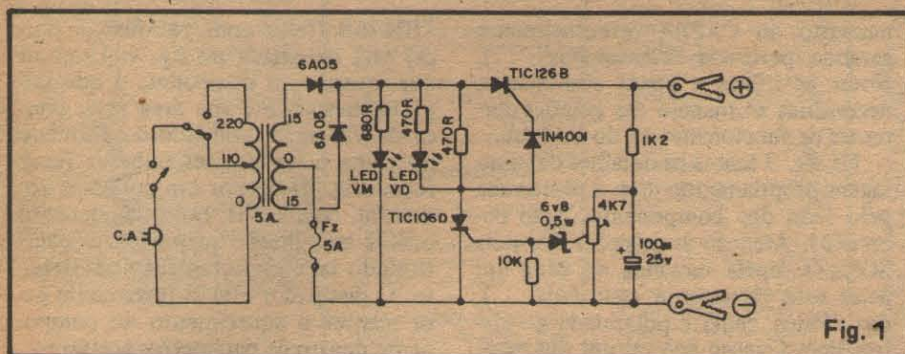 6A05
TIC126B
220
110
0
5A
C.A
15
0
15
6A05
Fz
5A
680R
470R
LED
VM
LED
VD
470R
1N4001
TIC106D
6v8
0,5w
10K
1K2
4K7
100µ
25v
+
−
Fig. 1